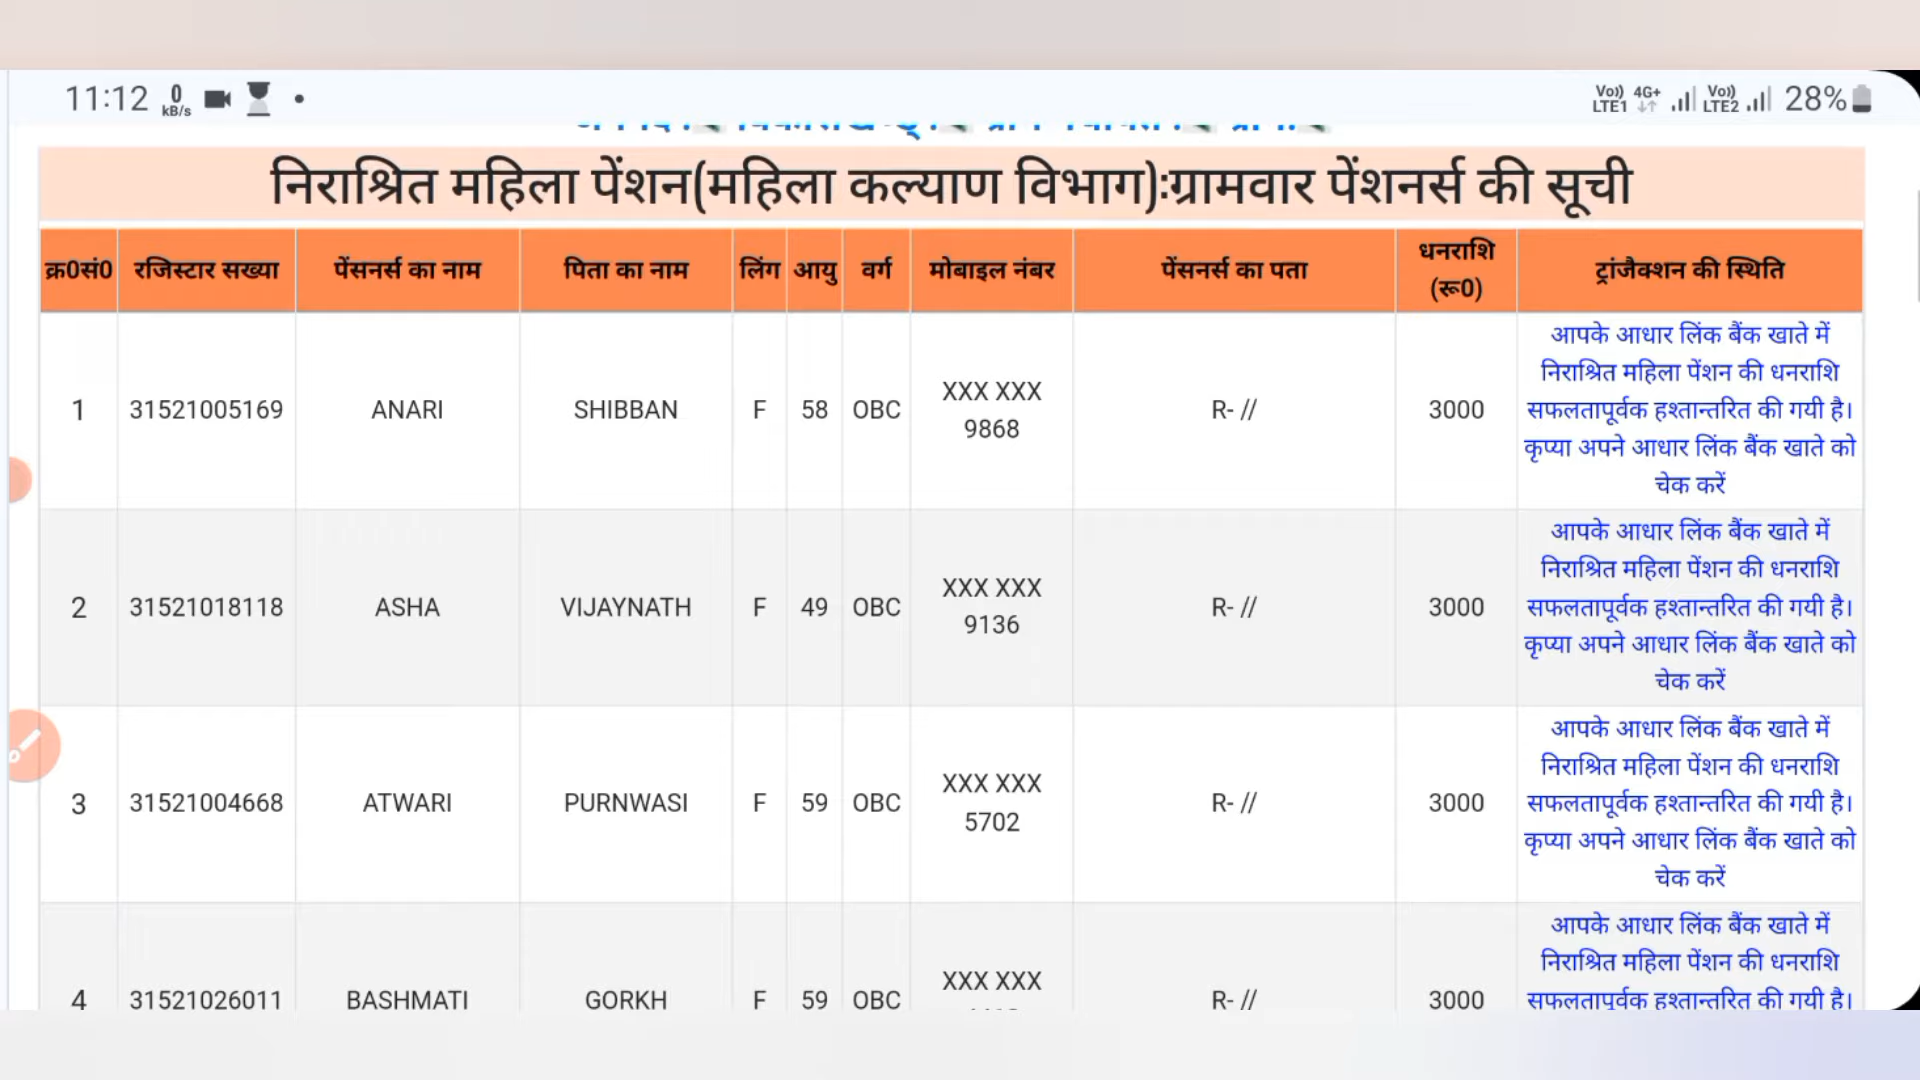 11:12 0 kB/s
Vo)) LTE1 4G+ Vo)) LTE2 28%
निराश्रित महिला पेंशन(महिला कल्याण विभाग):ग्रामवार पेंशनर्स की सूची
क्र0सं0 रजिस्टार सख्या पेंसनर्स का नाम पिता का नाम लिंग आयु वर्ग मोबाइल नंबर पेंसनर्स का पता धनराशि (रू0) ट्रांजैक्शन की स्थिति
1 31521005169 ANARI SHIBBAN F 58 OBC XXX XXX 9868 R- // 3000
आपके आधार लिंक बैंक खाते में
निराश्रित महिला पेंशन की धनराशि
सफलतापूर्वक हश्तान्तरित की गयी है।
कृप्या अपने आधार लिंक बैंक खाते को
चेक करें
2 31521018118 ASHA VIJAYNATH F 49 OBC XXX XXX 9136 R- // 3000
आपके आधार लिंक बैंक खाते में
निराश्रित महिला पेंशन की धनराशि
सफलतापूर्वक हश्तान्तरित की गयी है।
कृप्या अपने आधार लिंक बैंक खाते को
चेक करें
3 31521004668 ATWARI PURNWASI F 59 OBC XXX XXX 5702 R- // 3000
आपके आधार लिंक बैंक खाते में
निराश्रित महिला पेंशन की धनराशि
सफलतापूर्वक हश्तान्तरित की गयी है।
कृप्या अपने आधार लिंक बैंक खाते को
चेक करें
4 31521026011 BASHMATI GORKH F 59 OBC XXX XXX R- // 3000
आपके आधार लिंक बैंक खाते में
निराश्रित महिला पेंशन की धनराशि
सफलतापूर्वक हश्तान्तरित की गयी है।